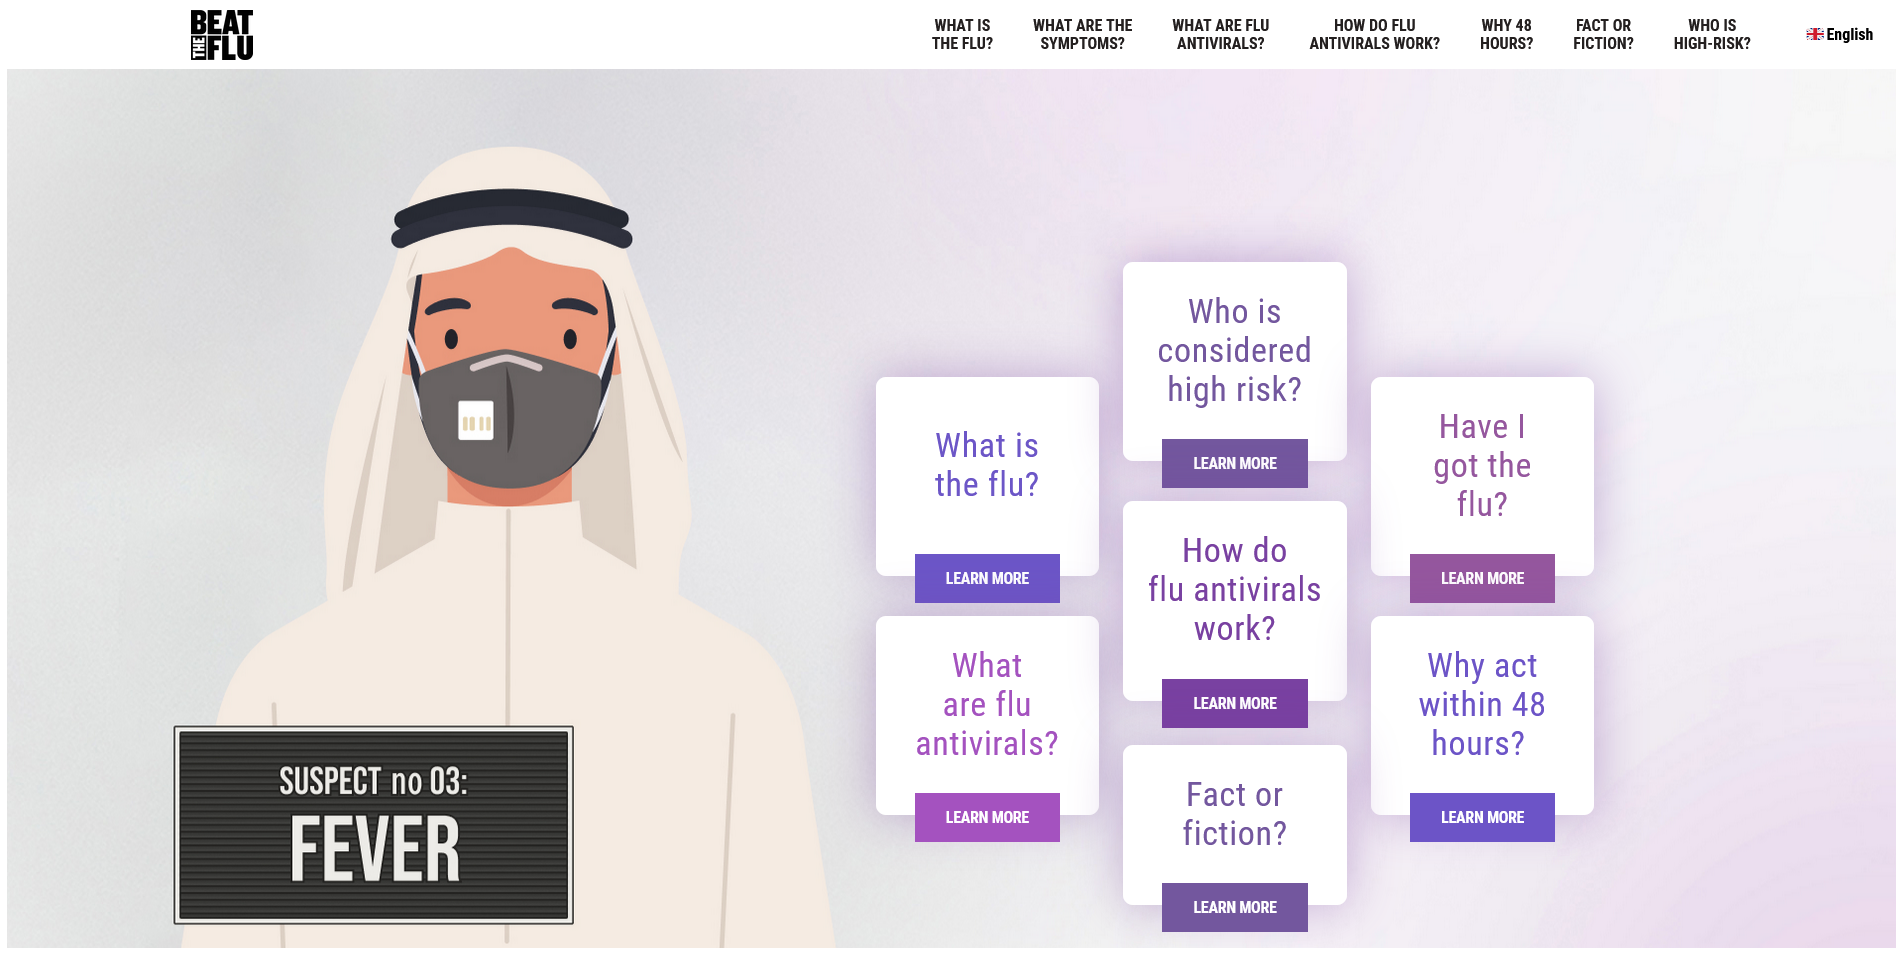 BEAT
THE FLU
WHAT IS
THE FLU?
WHAT ARE THE
SYMPTOMS?
WHAT ARE FLU
ANTIVIRALS?
HOW DO FLU
ANTIVIRALS WORK?
WHY 48
HOURS?
FACT OR
FICTION?
WHO IS
HIGH-RISK?
English
SUSPECT no 03:
FEVER
What is
the flu?
LEARN MORE
What
are flu
antivirals?
LEARN MORE
Who is
considered
high risk?
LEARN MORE
How do
flu antivirals
work?
LEARN MORE
Fact or
fiction?
LEARN MORE
Have I
got the
flu?
LEARN MORE
Why act
within 48
hours?
LEARN MORE